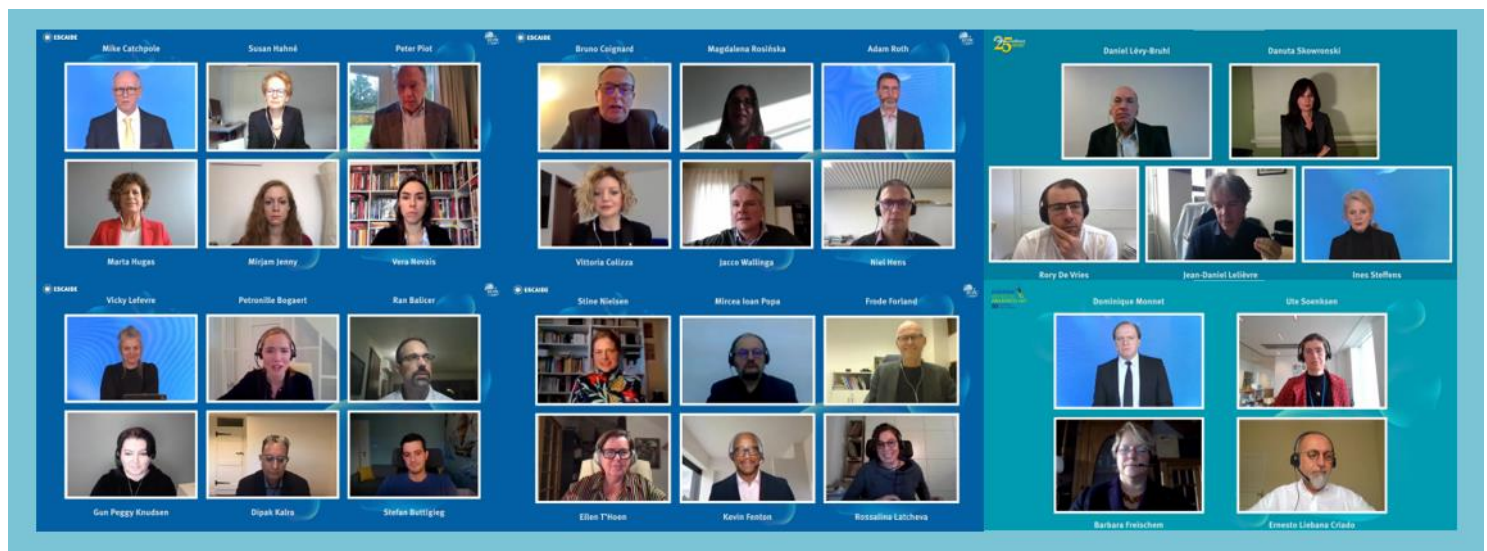 ESCAIDE
Mike Catchpole
Susan Hahné
Peter Piot
Marta Hugas
Mirjam Jenny
Vera Novais
ESCAIDE
Bruno Coignard
Magdalena Rosińska
Adam Roth
Vittoria Colizza
Jacco Wallinga
Niel Hens
25
Daniel Lévy-Bruhl
Danuta Skowronski
Rory De Vries
Jean-Daniel Lelièvre
Ines Steffens
ESCAIDE
Vicky Lefevre
Petronille Bogaert
Ran Balicer
Gun Peggy Knudsen
Dipak Kalra
Stefan Buttigieg
ESCAIDE
Stine Nielsen
Mircea Ioan Popa
Frode Forland
Ellen T'Hoen
Kevin Fenton
Rossalina Latcheva
Dominique Monnet
Ute Soenksen
Barbara Freischem
Ernesto Liebana Criado